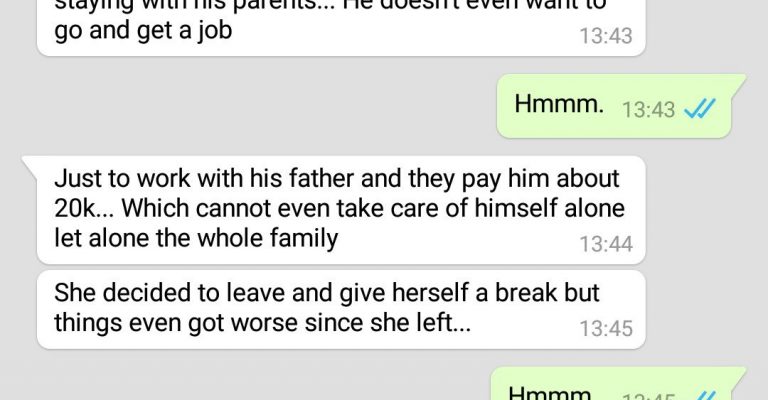 staying with his parents... He doesn't even want to
go and get a job
13:43
Hmmm. 13:43
Just to work with his father and they pay him about
20k... Which cannot even take care of himself alone
let alone the whole family
13:44
She decided to leave and give herself a break but
things even got worse since she left...
13:45
Hmmm 13:45